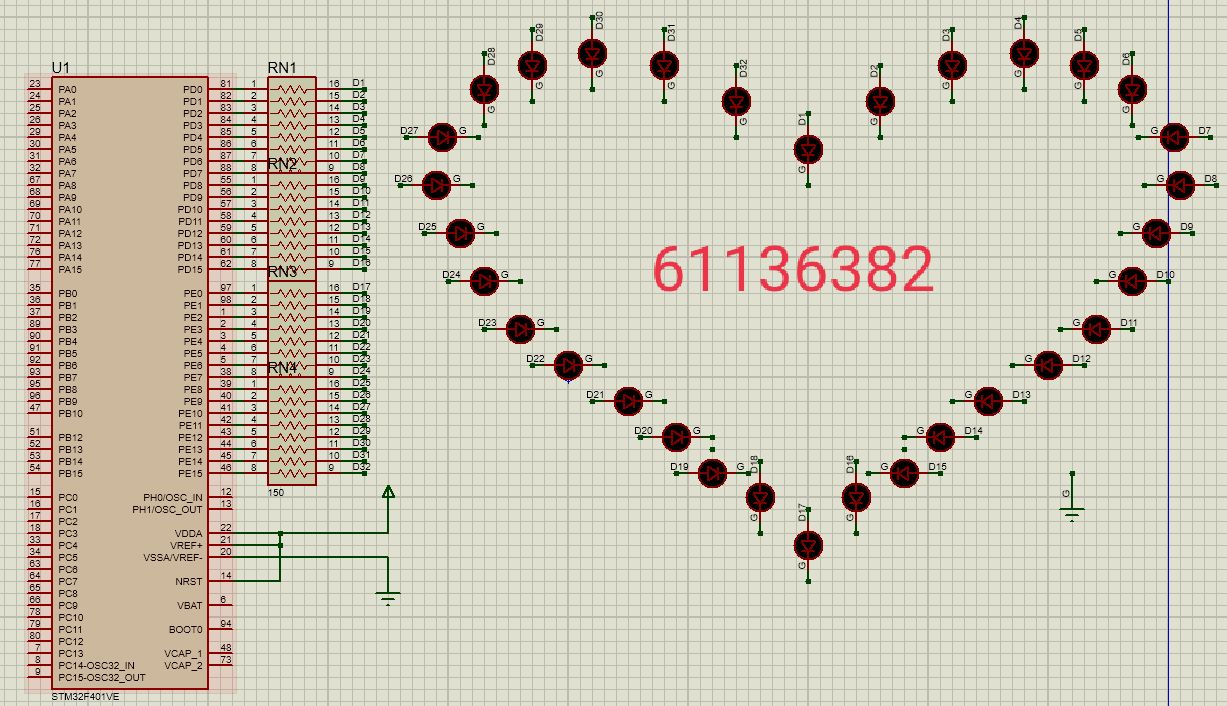 U1
23 PA0
24 PA1
25 PA2
26 PA3
29 PA4
30 PA5
31 PA6
32 PA7
67 PA8
68 PA9
69 PA10
70 PA11
71 PA12
72 PA13
76 PA14
77 PA15
35 PB0
36 PB1
37 PB2
89 PB3
90 PB4
91 PB5
92 PB6
93 PB7
95 PB8
96 PB9
47 PB10
51 PB12
52 PB13
53 PB14
54 PB15
15 PC0
16 PC1
17 PC2
18 PC3
33 PC4
34 PC5
63 PC6
64 PC7
65 PC8
66 PC9
78 PC10
79 PC11
80 PC12
7 PC13
8 PC14-OSC32_IN
9 PC15-OSC32_OUT
STM32F401VE
PD0 81
PD1 82
PD2 83
PD3 84
PD4 85
PD5 86
PD6 87
PD7 88
PD8 55
PD9 56
PD10 57
PD11 58
PD12 59
PD13 60
PD14 61
PD15 62
PE0 97
PE1 98
PE2 1
PE3 2
PE4 3
PE5 4
PE6 5
PE7 38
PE8 39
PE9 40
PE10 41
PE11 42
PE12 43
PE13 44
PE14 45
PE15 46
PH0/OSC_IN 12
PH1/OSC_OUT 13
VDDA 22
VREF+ 21
VSSA/VREF- 20
NRST 14
VBAT 6
BOOT0 94
VCAP_1 48
VCAP_2 73
RN1
1 16 D1
2 15 D2
3 14 D3
4 13 D4
5 12 D5
6 11 D6
7 10 D7
8 9 D8
RN2
1 16 D9
2 15 D10
3 14 D11
4 13 D12
5 12 D13
6 11 D14
7 10 D15
8 9 D16
RN3
1 16 D17
2 15 D18
3 14 D19
4 13 D20
5 12 D21
6 11 D22
7 10 D23
8 9 D24
RN4
1 16 D25
2 15 D26
3 14 D27
4 13 D28
5 12 D29
6 11 D30
7 10 D31
8 9 D32
150
D28 G
D29 G
D30 G
D31 G
D32 G
D1 G
D2 G
D3 G
D4 G
D5 G
D6 G
D27 G
G D7
D26 G
G D8
D25 G
G D9
61136382
D24 G
G D10
D23 G
G D11
D22 G
G D12
D21 G
G D13
D20 G
G D14
D19 G
D18 G
D16 G
G D15
D17 G
G